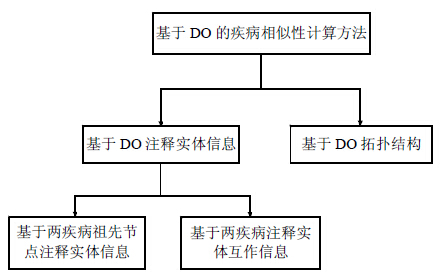 基于 DO 的疾病相似性计算方法
基于 DO 注释实体信息
基于 DO 拓扑结构
基于两疾病祖先节
点注释实体信息
基于两疾病注释实
体互作信息